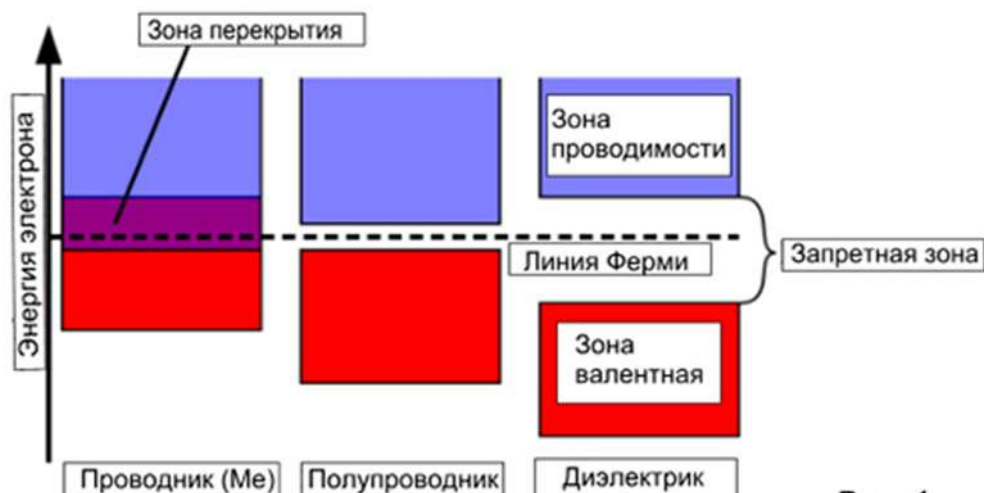 Зона перекрытия
Энергия электрона
Зона
проводимости
Линия Ферми
Запретная зона
Зона
валентная
Проводник (Ме)
Полупроводник
Диэлектрик